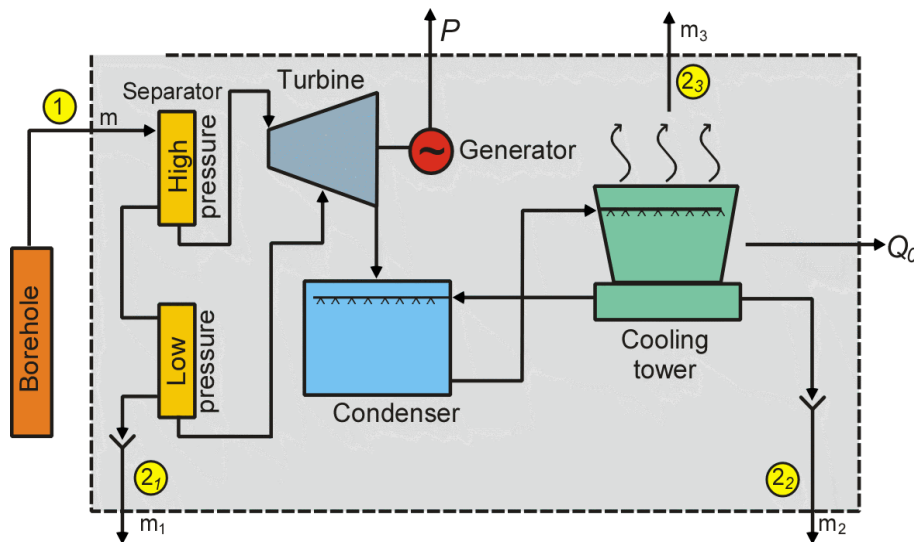 P
m₃
Turbine
2₃
Separator
1
m
High
pressure
~
Generator
Q₀
Borehole
Low
pressure
Condenser
Cooling
tower
2₁
2₂
m₁
m₂